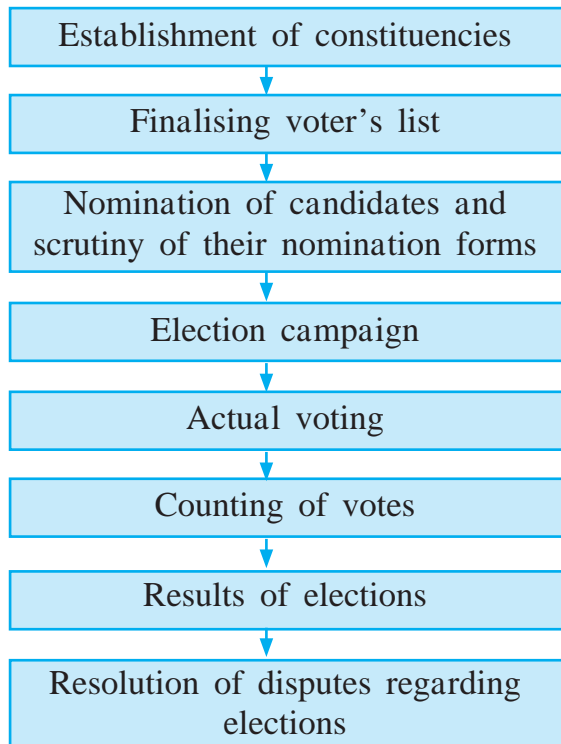 Establishment of constituencies
Finalising voter's list
Nomination of candidates and
scrutiny of their nomination forms
Election campaign
Actual voting
Counting of votes
Results of elections
Resolution of disputes regarding
elections